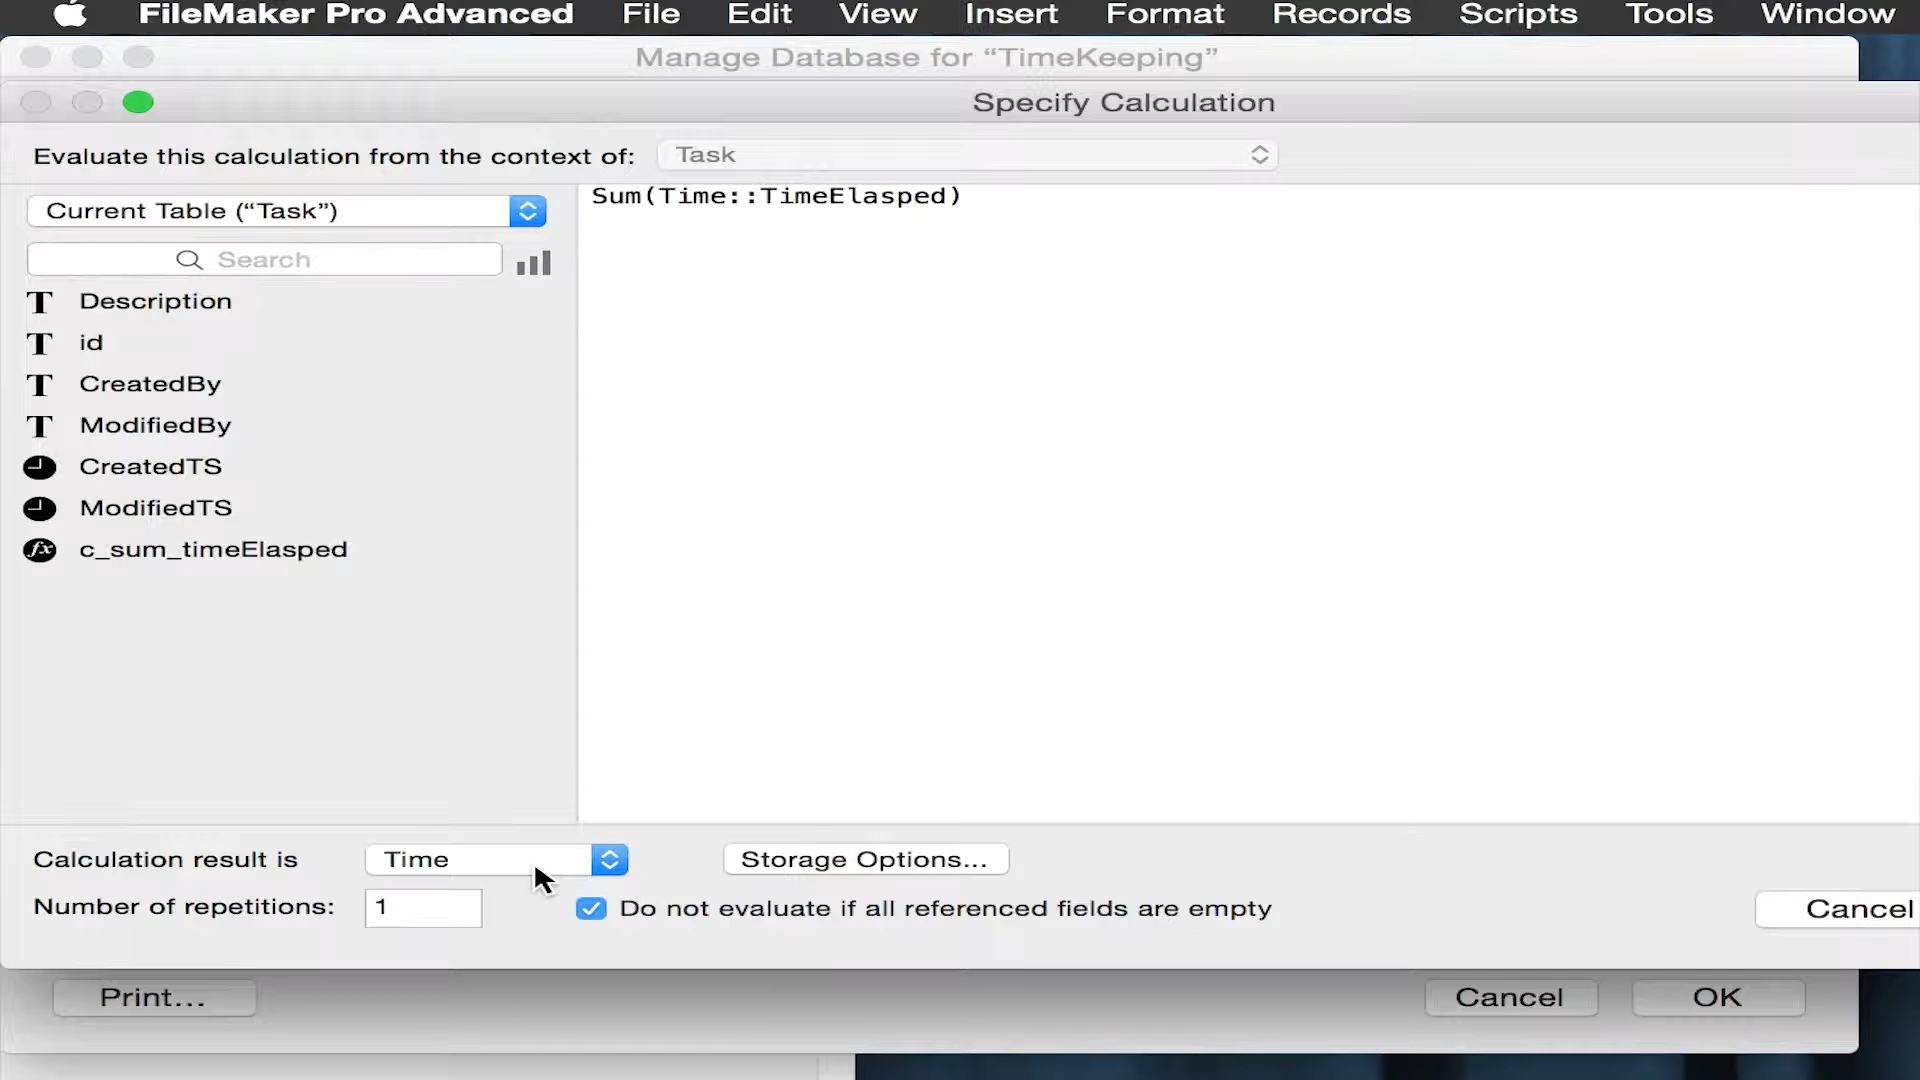 FileMaker Pro Advanced File Edit View Insert Format Records Scripts Tools Window
Manage Database for “TimeKeeping”
Specify Calculation
Evaluate this calculation from the context of: Task
Current Table (“Task”)
Sum(Time::TimeElasped)
Search
Description
id
CreatedBy
ModifiedBy
CreatedTS
ModifiedTS
fx c_sum_timeElasped
Calculation result is Time Storage Options...
Number of repetitions: 1 Do not evaluate if all referenced fields are empty Cancel
Print... Cancel OK